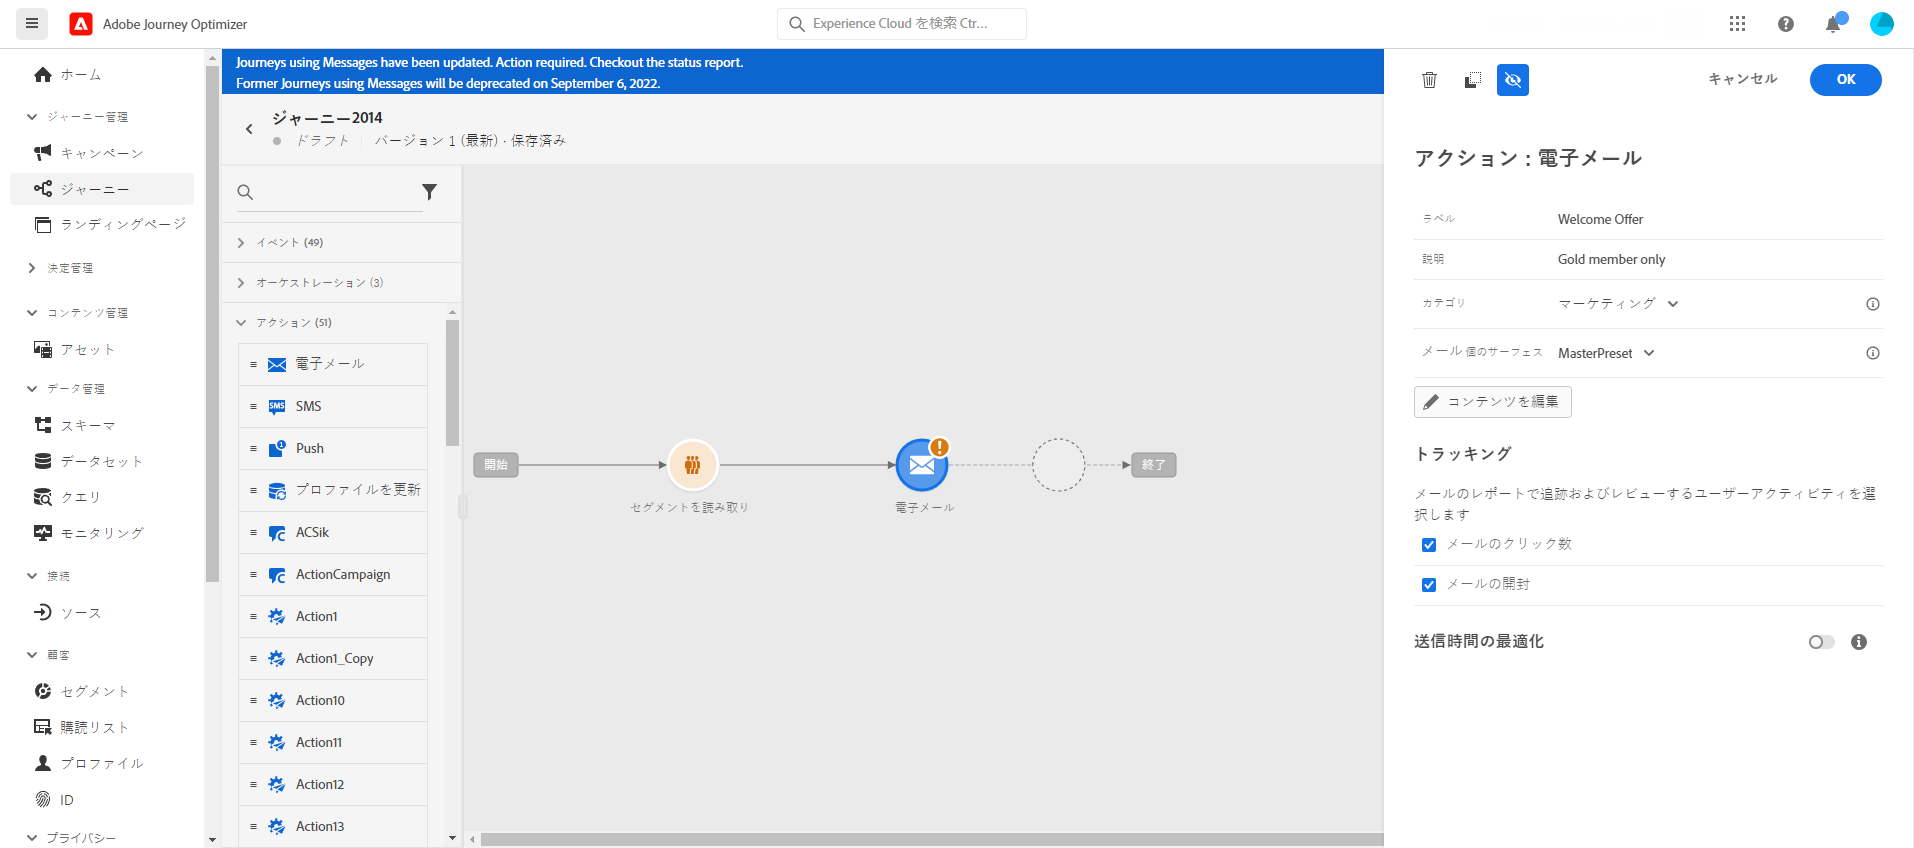 Adobe Journey Optimizer
Experience Cloud を検索 Ctr...
ホーム
ジャーニー管理
キャンペーン
ジャーニー
ランディングページ
決定管理
コンテンツ管理
アセット
データ管理
スキーマ
データセット
クエリ
モニタリング
接続
ソース
顧客
セグメント
購読リスト
プロファイル
ID
プライバシー
Journeys using Messages have been updated. Action required. Checkout the status report.
Former Journeys using Messages will be deprecated on September 6, 2022.
ジャーニー2014
ドラフト
バージョン 1 (最新) · 保存済み
イベント (49)
オーケストレーション (3)
アクション (51)
電子メール
SMS
SMS
Push
プロファイルを更新
ACSik
ActionCampaign
Action1
Action1_Copy
Action10
Action11
Action12
Action13
開始
セグメントを読み取り
電子メール
終了
キャンセル
OK
アクション : 電子メール
ラベル
Welcome Offer
説明
Gold member only
カテゴリ
マーケティング
メール 個のサーフェス
MasterPreset
コンテンツを編集
トラッキング
メールのレポートで追跡およびレビューするユーザーアクティビティを選
択します
メールのクリック数
メールの開封
送信時間の最適化